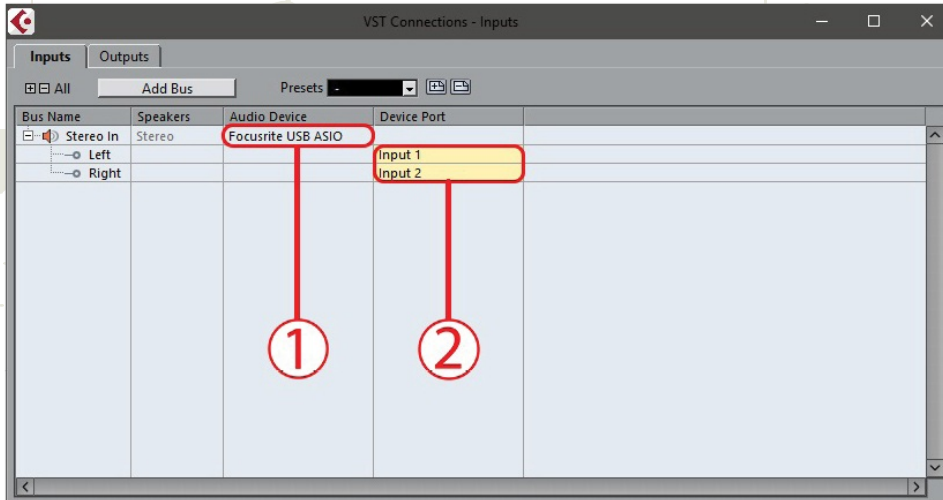 VST Connections - Inputs
Inputs Outputs
All Add Bus Presets -
Bus Name Speakers Audio Device Device Port
Stereo In Stereo Focusrite USB ASIO
Left Input 1
Right Input 2
1 2